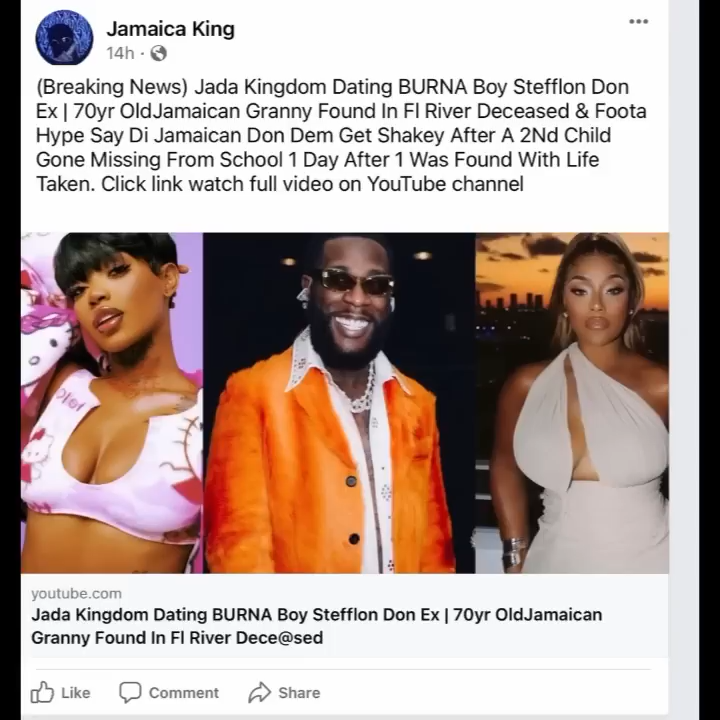 Jamaica King
14h ·
(Breaking News) Jada Kingdom Dating BURNA Boy Stefflon Don
Ex | 70yr OldJamaican Granny Found In Fl River Deceased & Foota
Hype Say Di Jamaican Don Dem Get Shakey After A 2Nd Child
Gone Missing From School 1 Day After 1 Was Found With Life
Taken. Click link watch full video on YouTube channel
youtube.com
Jada Kingdom Dating BURNA Boy Stefflon Don Ex | 70yr OldJamaican
Granny Found In Fl River Dece@sed
Like Comment Share